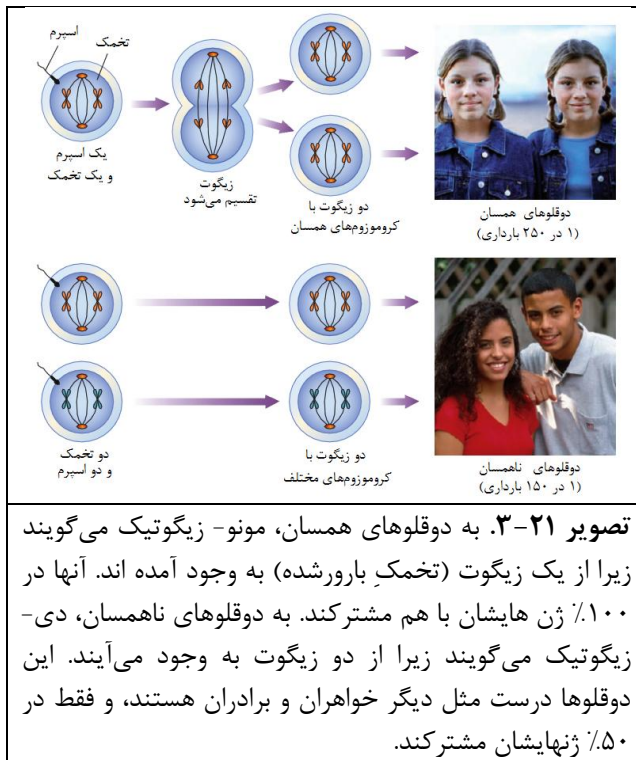 اسپرم
تخمک
یک اسپرم
و یک تخمک
زیگوت
تقسیم می‌شود
دو زیگوت با
کروموزوم‌های همسان
دوقلوهای همسان
(۱ در ۲۵۰ بارداری)
دو تخمک
و دو اسپرم
دو زیگوت با
کروموزوم‌های مختلف
دوقلوهای ناهمسان
(۱ در ۱۵۰ بارداری)
تصویر ۲۱-۳. به دوقلوهای همسان، مونو- زیگوتیک می‌گویند
زیرا از یک زیگوت (تخمکِ بارورشده) به وجود آمده اند. آنها در
۱۰۰٪ ژن هایشان با هم مشترکند. به دوقلوهای ناهمسان، دی-
زیگوتیک می‌گویند زیرا از دو زیگوت به وجود می‌آیند. این
دوقلوها درست مثل دیگر خواهران و برادران هستند، و فقط در
۵۰٪ ژنهایشان مشترکند.